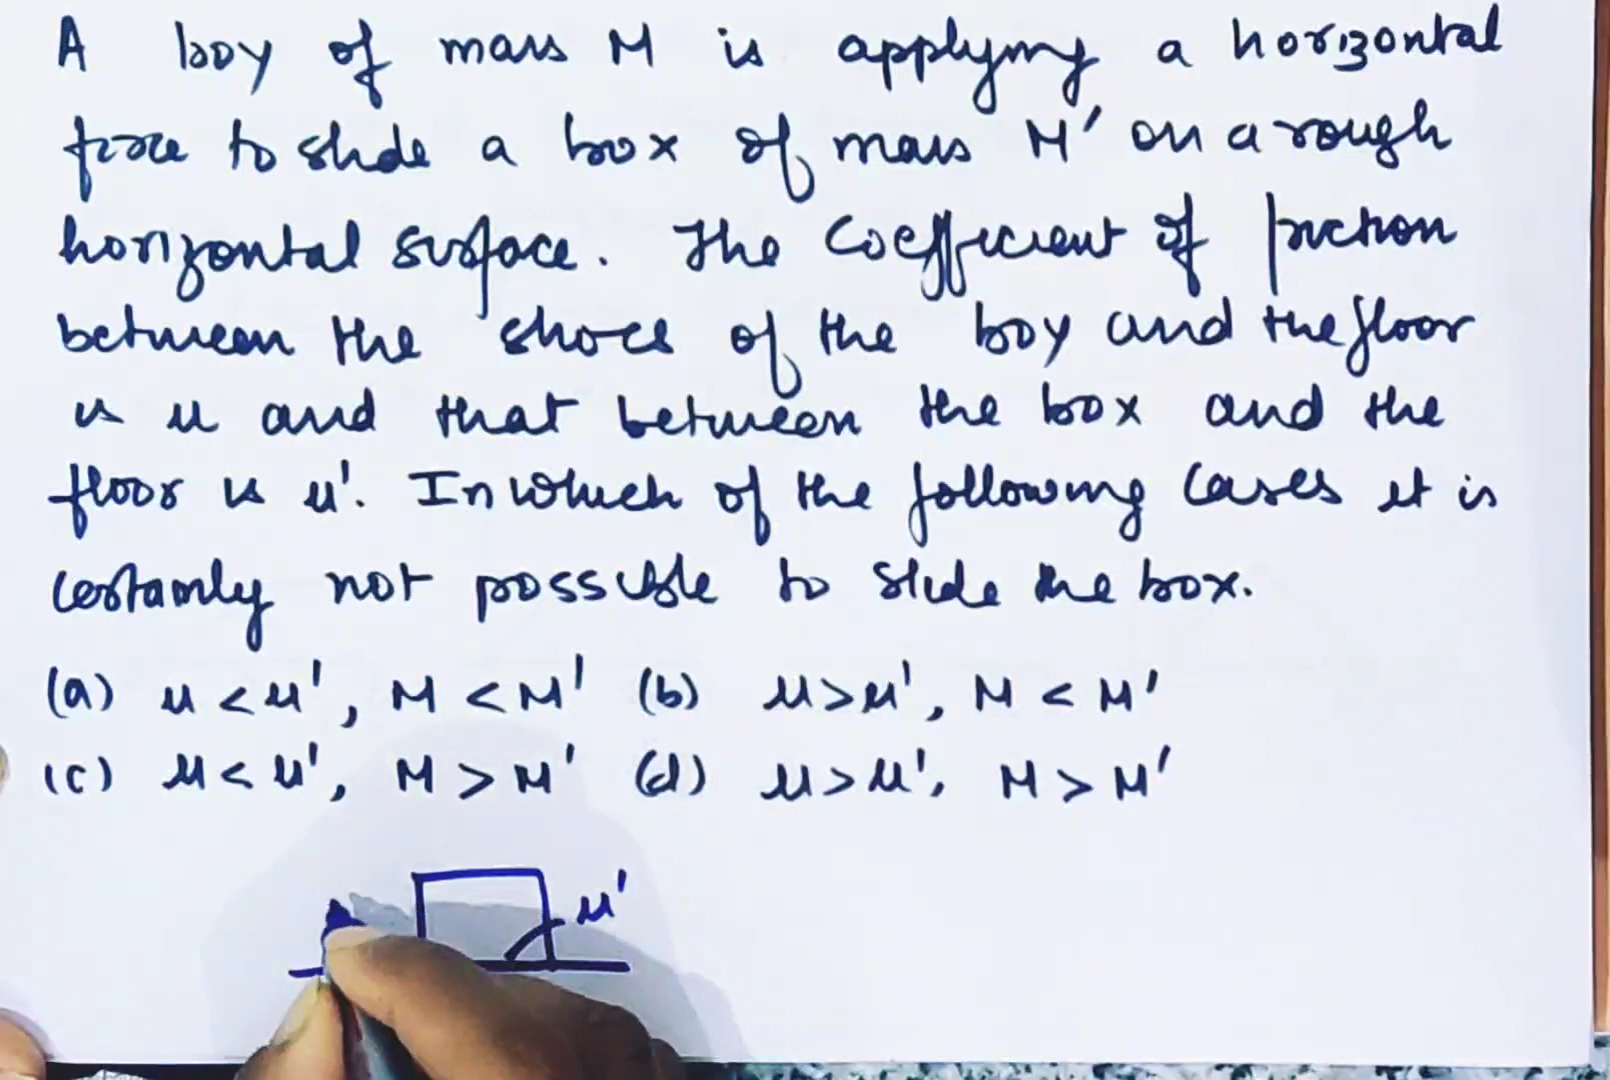 A boy of mass M is applying a horizontal
force to slide a box of mass M' on a rough
horizontal surface. The coefficient of friction
between the shoes of the boy and the floor
is μ and that between the box and the
floor is μ'. In which of the following cases it is
certainly not possible to slide the box.
(a) μ < μ', M < M' (b) μ > μ', M < M'
(c) μ < μ', M > M' (d) μ > μ', M > M'
μ'